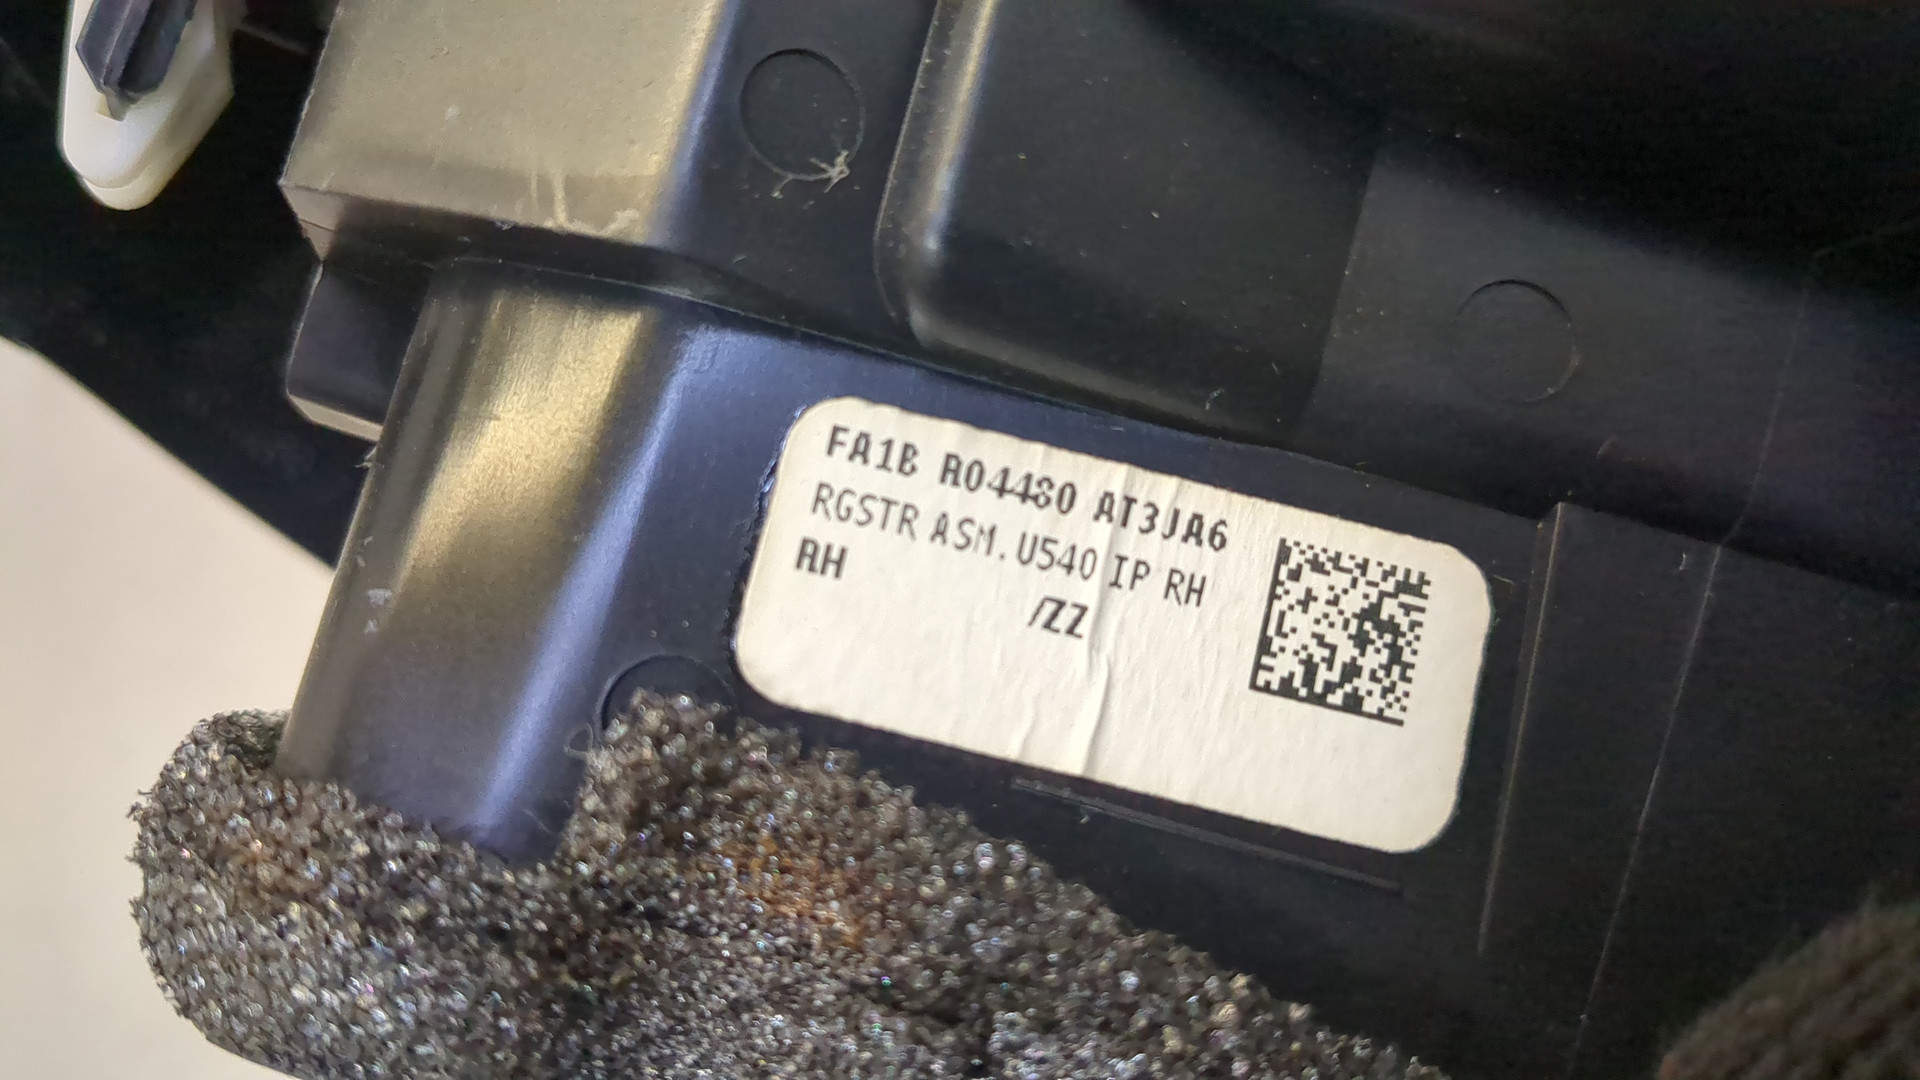 FA1B R04480 AT3JA6
RGSTR ASM. U540 IP RH
RH
/ZZ